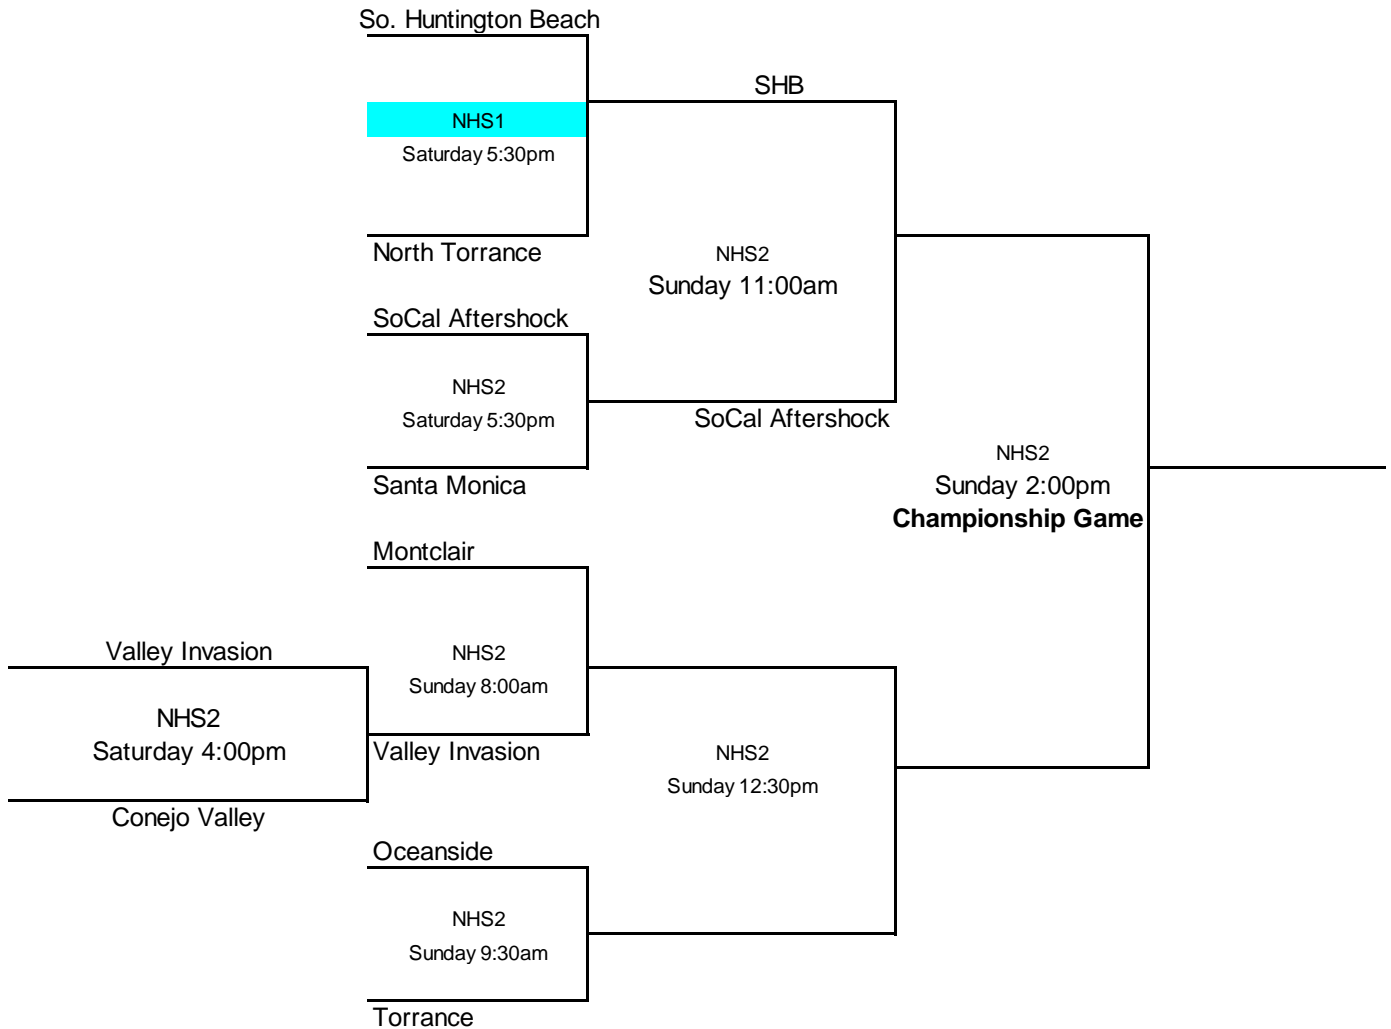 So. Huntington Beach
SHB
NHS1
Saturday 5:30pm
North Torrance
NHS2
Sunday 11:00am
SoCal Aftershock
NHS2
Saturday 5:30pm
SoCal Aftershock
Santa Monica
NHS2
Sunday 2:00pm
Championship Game
Montclair
Valley Invasion
NHS2
Sunday 8:00am
NHS2
Saturday 4:00pm
Valley Invasion
Conejo Valley
NHS2
Sunday 12:30pm
Oceanside
NHS2
Sunday 9:30am
Torrance